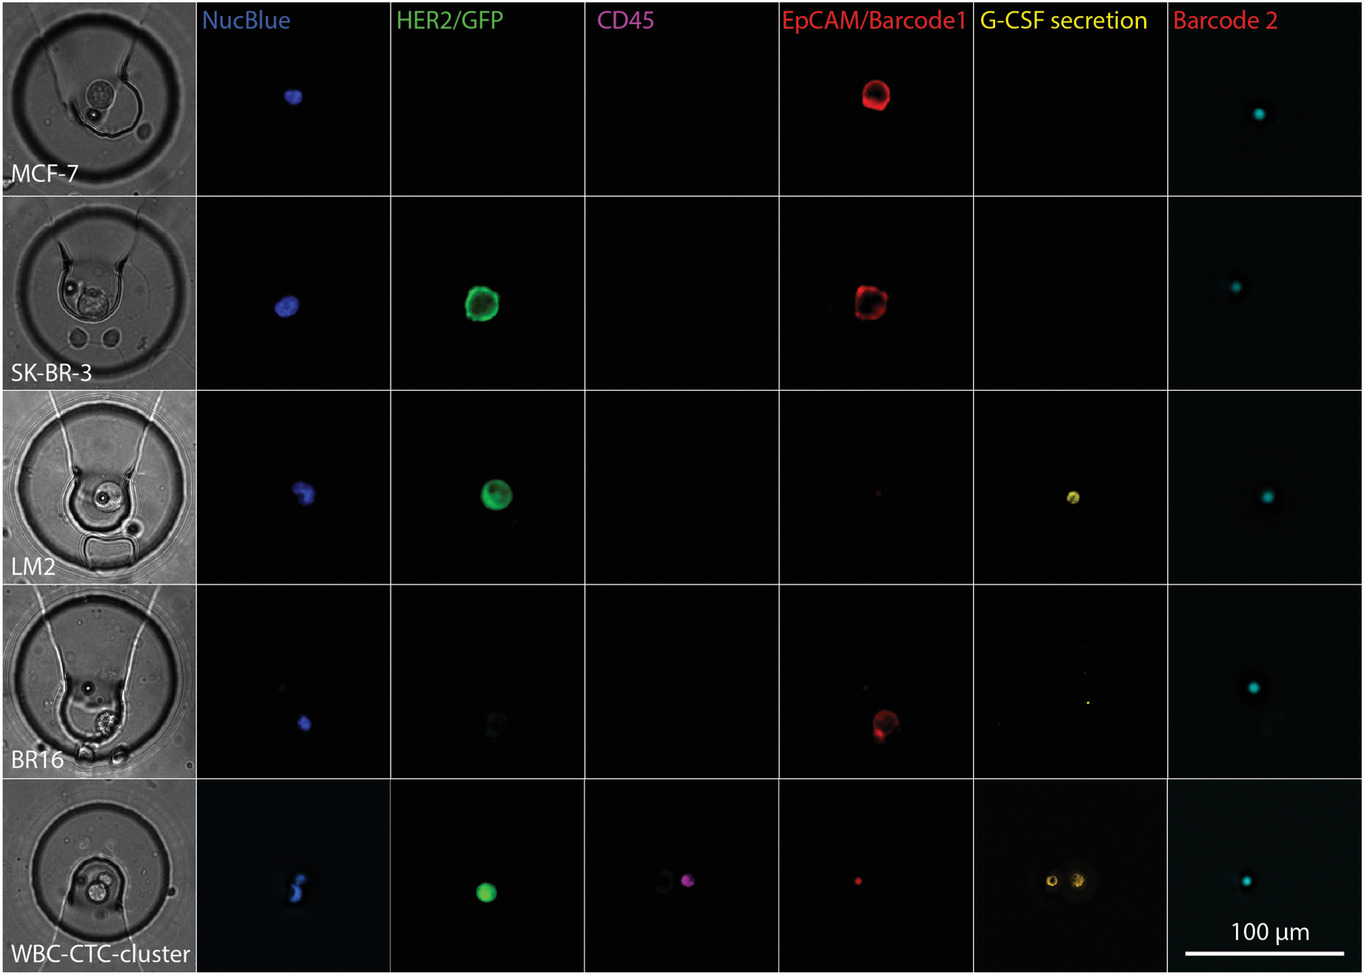 NucBlue HER2/GFP CD45 EpCAM/Barcode1 G-CSF secretion Barcode 2
MCF-7
SK-BR-3
LM2
BR16
WBC-CTC-cluster
100 µm